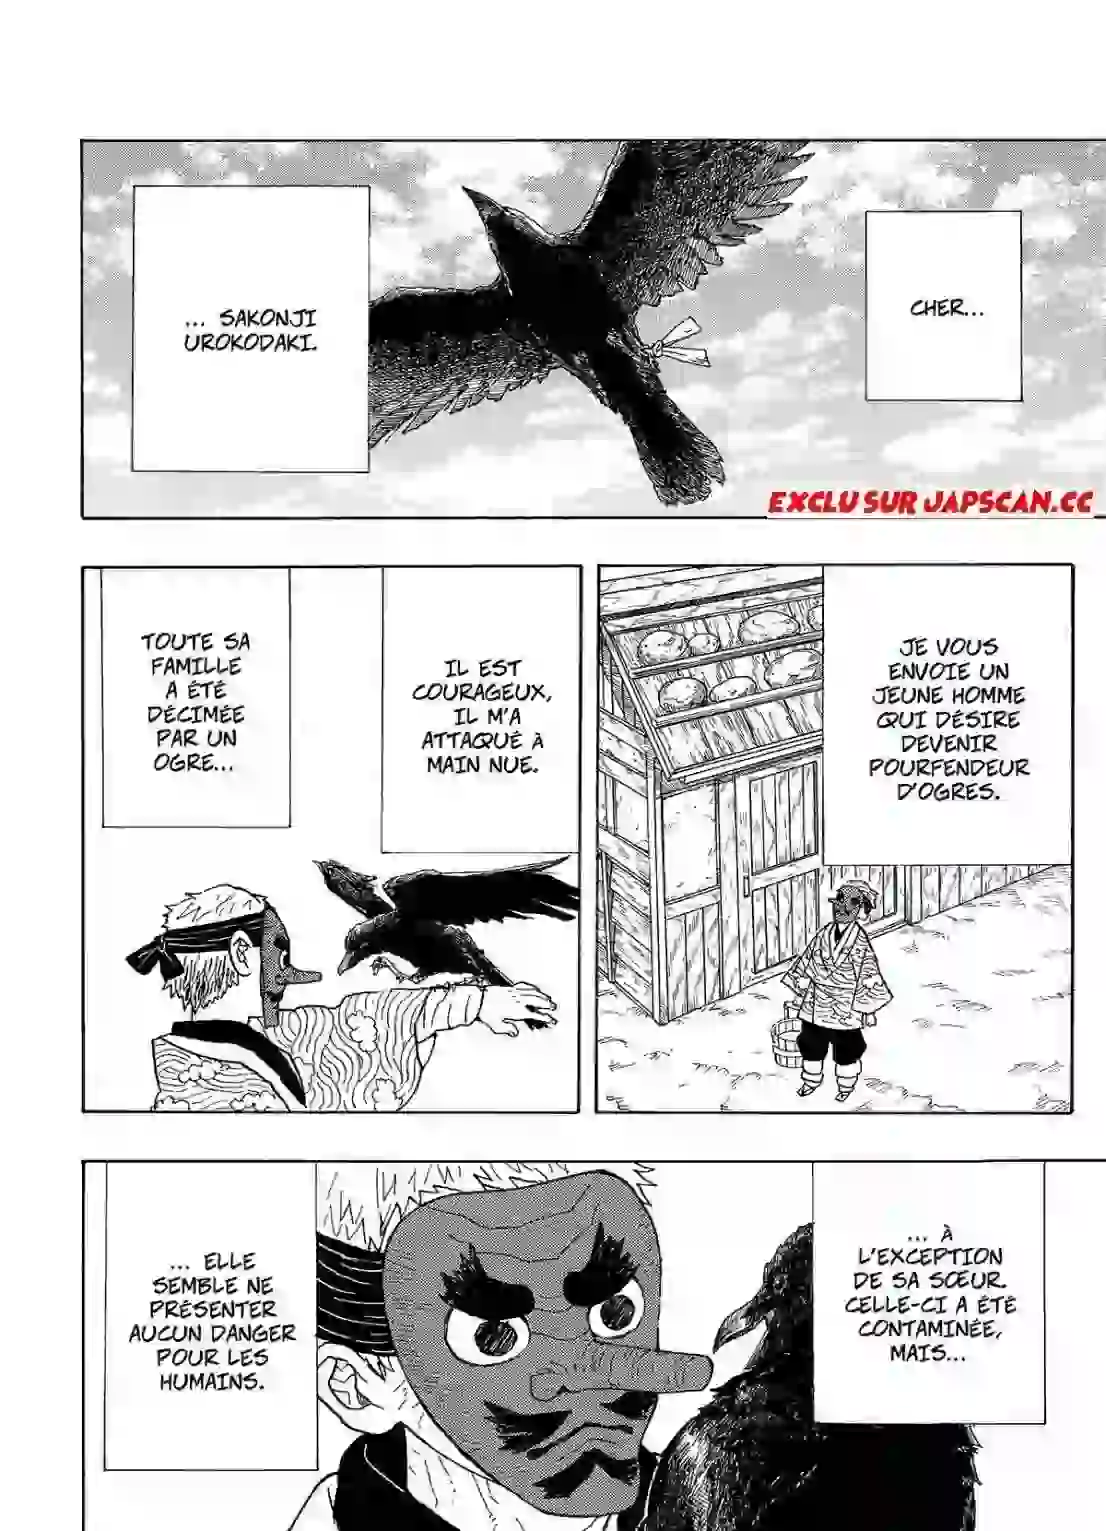 CHER...
... SAKONJI
UROKODAKI.
EXCLU SUR JAPSCAN.CC
JE VOUS
ENVOIE UN
JEUNE HOMME
QUI DÉSIRE
DEVENIR
POURFENDEUR
D'OGRES.
IL EST
COURAGEUX,
IL M'A
ATTAQUÉ À
MAIN NUE.
TOUTE SA
FAMILLE
A ÉTÉ
DÉCIMÉE
PAR UN
OGRE...
... À
L'EXCEPTION
DE SA SŒUR.
CELLE-CI A ÉTÉ
CONTAMINÉE,
MAIS...
... ELLE
SEMBLE NE
PRÉSENTER
AUCUN DANGER
POUR LES
HUMAINS.